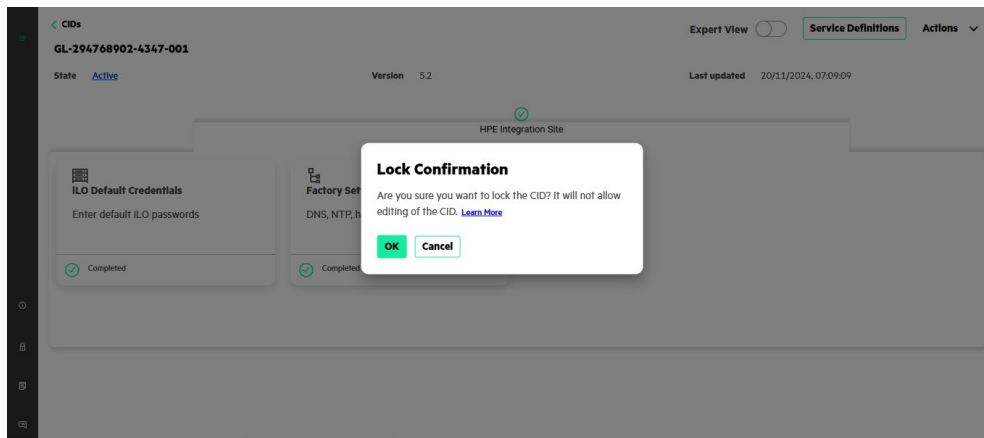 CIDs
GL-294768902-4347-001
Expert View
Service Definitions
Actions
State Active
Version 5.2
Last updated 20/11/2024, 07:09:09
HPE Integration Site
iLO Default Credentials
Enter default iLO passwords
Completed
Factory Set
DNS, NTP, h
Completed
Lock Confirmation
Are you sure you want to lock the CID? It will not allow
editing of the CID. Learn More
OK
Cancel